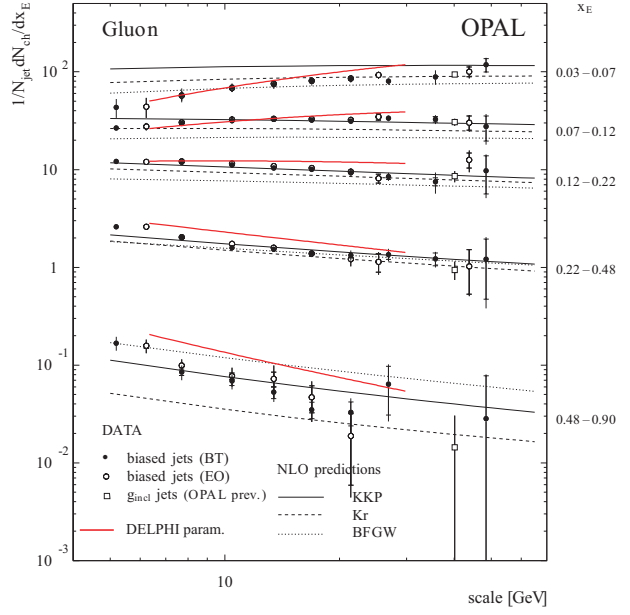 Gluon OPAL
x_E
1/N_jet dN_ch/dx_E
10^2
10
1
10^-1
10^-2
10^-3
0.03−0.07
0.07−0.12
0.12−0.22
0.22−0.48
0.48−0.90
DATA
biased jets (BT)
biased jets (EO)
g_incl jets (OPAL prev.)
DELPHI param.
NLO predictions
KKP
Kr
BFGW
10
scale [GeV]